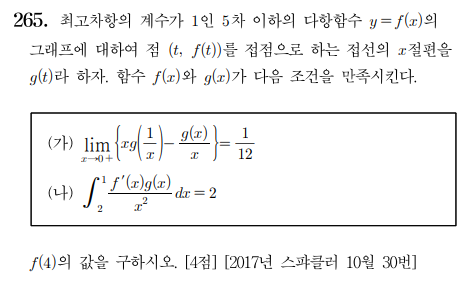 265. 최고차항의 계수가 1인 5차 이하의 다항함수 y=f(x)의
그래프에 대하여 점 (t, f(t))를 접점으로 하는 접선의 x절편을
g(t)라 하자. 함수 f(x)와 g(x)가 다음 조건을 만족시킨다.
(가) lim_{x→0+} {xg(1/x) − g(x)/x} = 1/12
(나) ∫_2^1 f′(x)g(x)/x² dx = 2
f(4)의 값을 구하시오. [4점] [2017년 스퍄클러 10월 30번]